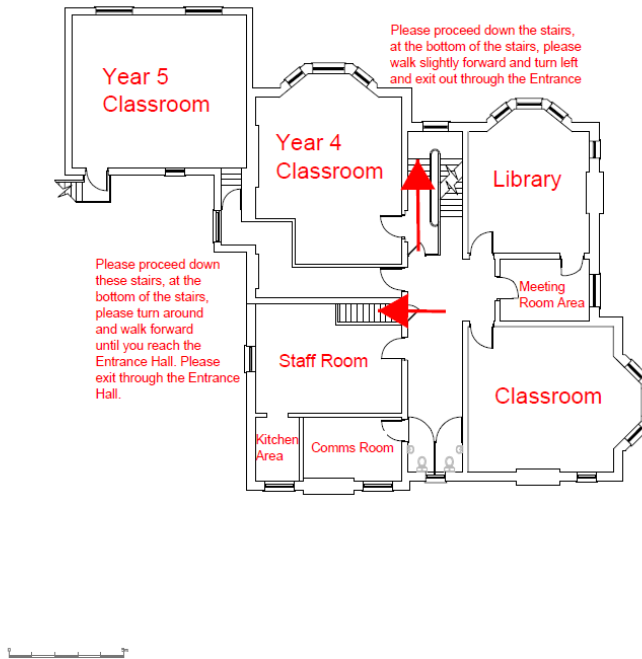 Please proceed down the stairs,
at the bottom of the stairs, please
walk slightly forward and turn left
and exit out through the Entrance
Year 5
Classroom
Year 4
Classroom
Library
Please proceed down
these stairs, at the
bottom of the stairs,
please turn around
and walk forward
until you reach the
Entrance Hall. Please
exit through the Entrance
Hall.
Meeting
Room Area
Staff Room
Classroom
Kitchen
Area
Comms Room
0